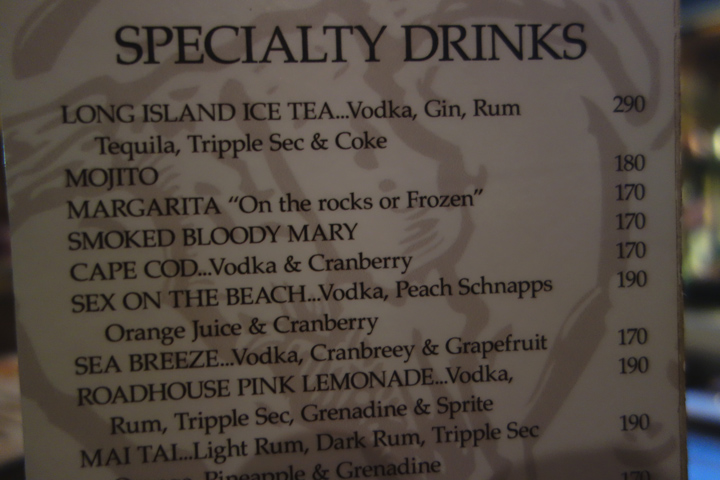 SPECIALTY DRINKS
LONG ISLAND ICE TEA...Vodka, Gin, Rum 290
Tequila, Tripple Sec & Coke
MOJITO 180
MARGARITA "On the rocks or Frozen" 170
SMOKED BLOODY MARY 170
CAPE COD...Vodka & Cranberry 170
SEX ON THE BEACH...Vodka, Peach Schnapps 190
Orange Juice & Cranberry
SEA BREEZE...Vodka, Cranbreey & Grapefruit 170
ROADHOUSE PINK LEMONADE...Vodka, 190
Rum, Tripple Sec, Grenadine & Sprite
MAI TAI...Light Rum, Dark Rum, Tripple Sec 190
Pineapple & Grenadine
170